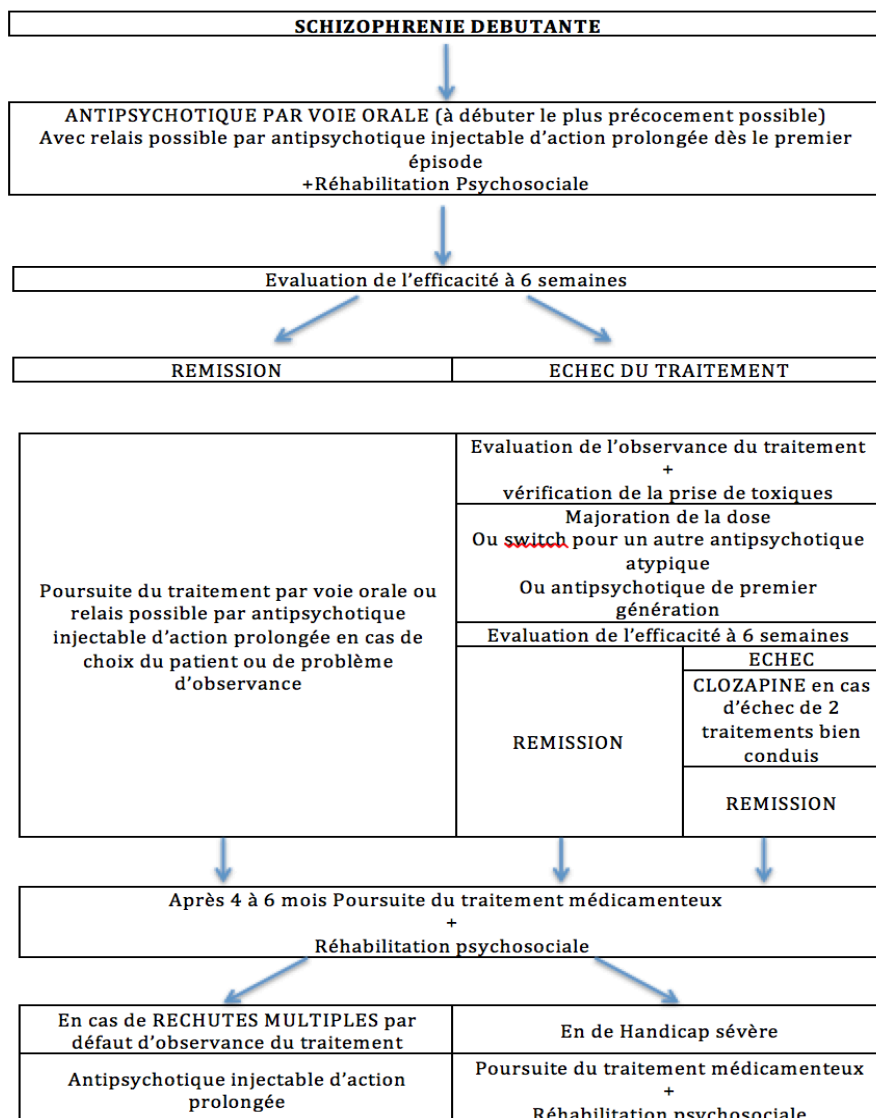 SCHIZOPHRENIE DEBUTANTE
ANTIPSYCHOTIQUE PAR VOIE ORALE (à débuter le plus précocement possible)
Avec relais possible par antipsychotique injectable d'action prolongée dès le premier
épisode
+Réhabilitation Psychosociale
Evaluation de l'efficacité à 6 semaines
REMISSION
ECHEC DU TRAITEMENT
Poursuite du traitement par voie orale ou
relais possible par antipsychotique
injectable d'action prolongée en cas de
choix du patient ou de problème
d'observance
Evaluation de l'observance du traitement
+
vérification de la prise de toxiques
Majoration de la dose
Ou switch pour un autre antipsychotique
atypique
Ou antipsychotique de premier
génération
Evaluation de l'efficacité à 6 semaines
REMISSION
ECHEC
CLOZAPINE en cas
d'échec de 2
traitements bien
conduis
REMISSION
Après 4 à 6 mois Poursuite du traitement médicamenteux
+
Réhabilitation psychosociale
En cas de RECHUTES MULTIPLES par
défaut d'observance du traitement
Antipsychotique injectable d'action
prolongée
En de Handicap sévère
Poursuite du traitement médicamenteux
+
Réhabilitation psychosociale